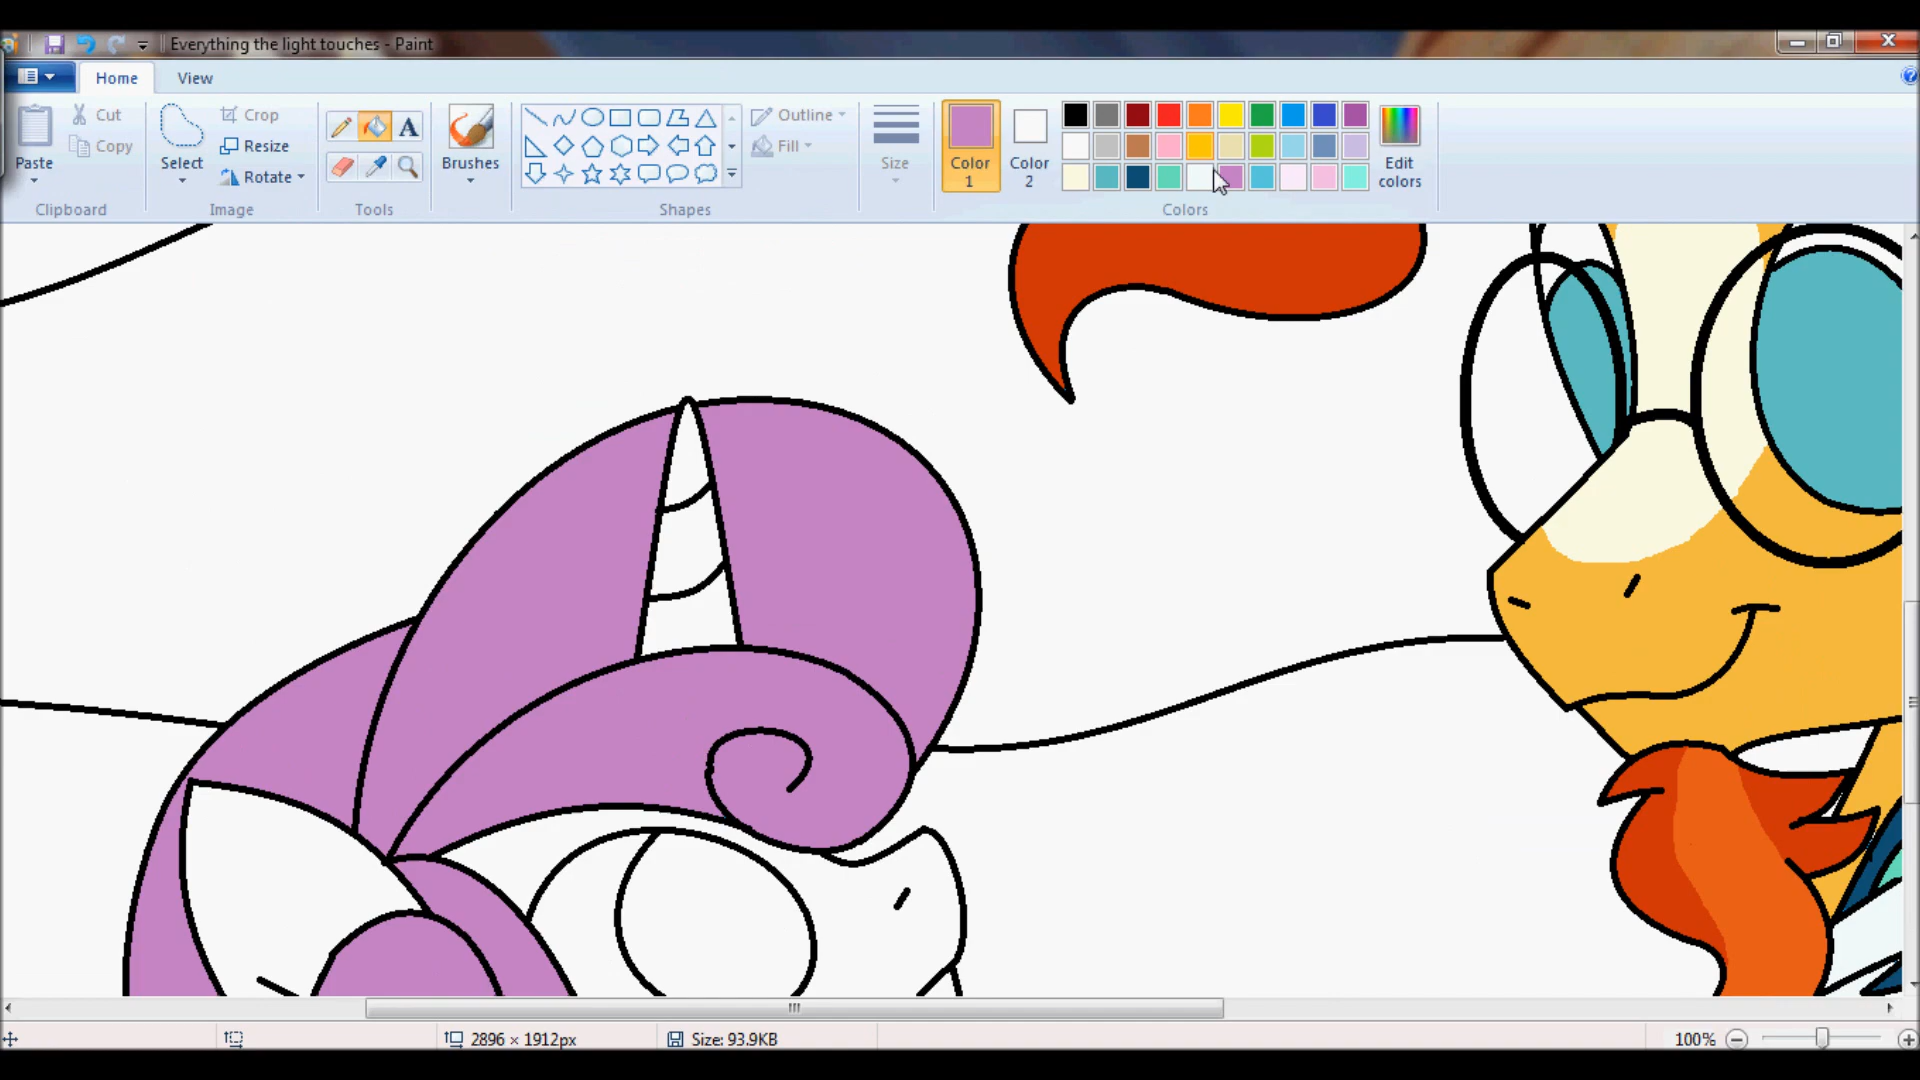 Everything the light touches - Paint
Home View
Paste
Cut
Copy
Clipboard
Select
Crop
Resize
Rotate
Image
A
Tools
Brushes
Shapes
Outline
Fill
Size
Color 1
Color 2
Colors
Edit colors
2896 × 1912px
Size: 93.9KB
100%